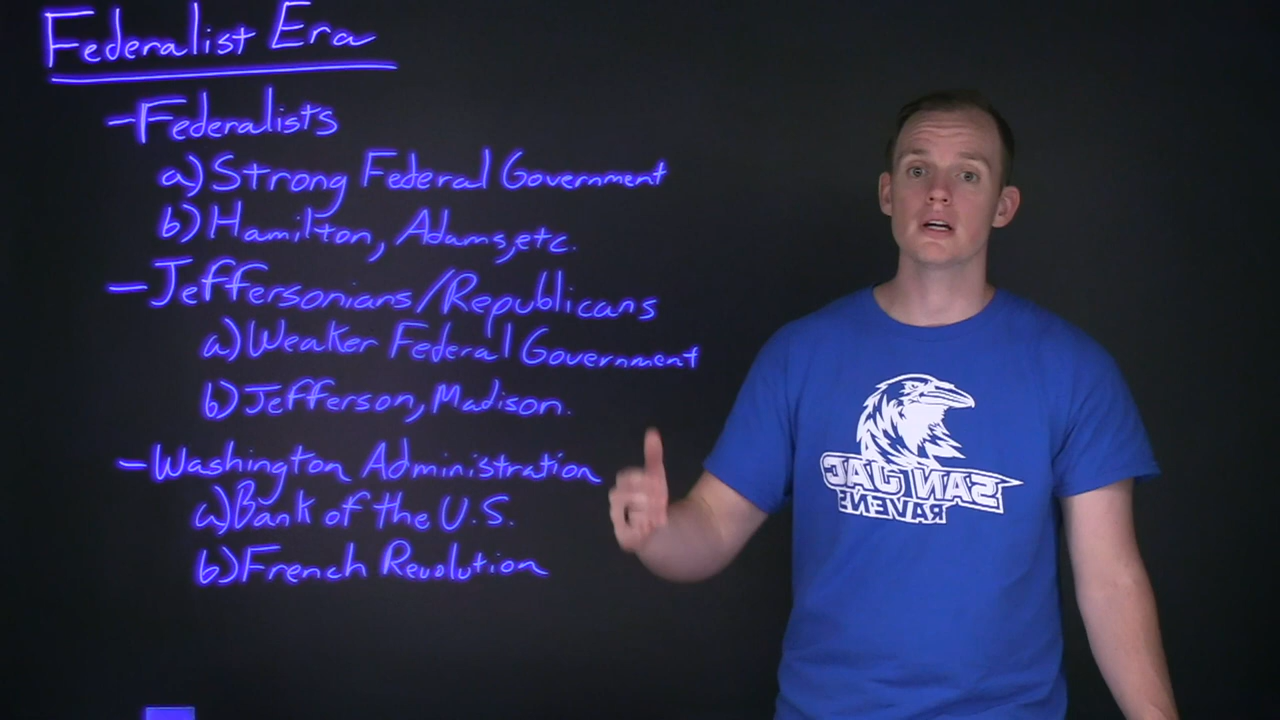 Federalist Era
- Federalists
a) Strong Federal Government
b) Hamilton, Adams, etc.
- Jeffersonians/Republicans
a) Weaker Federal Government
b) Jefferson, Madison.
- Washington Administration
a) Bank of the U.S.
b) French Revolution
SAN JAC
RAVENS